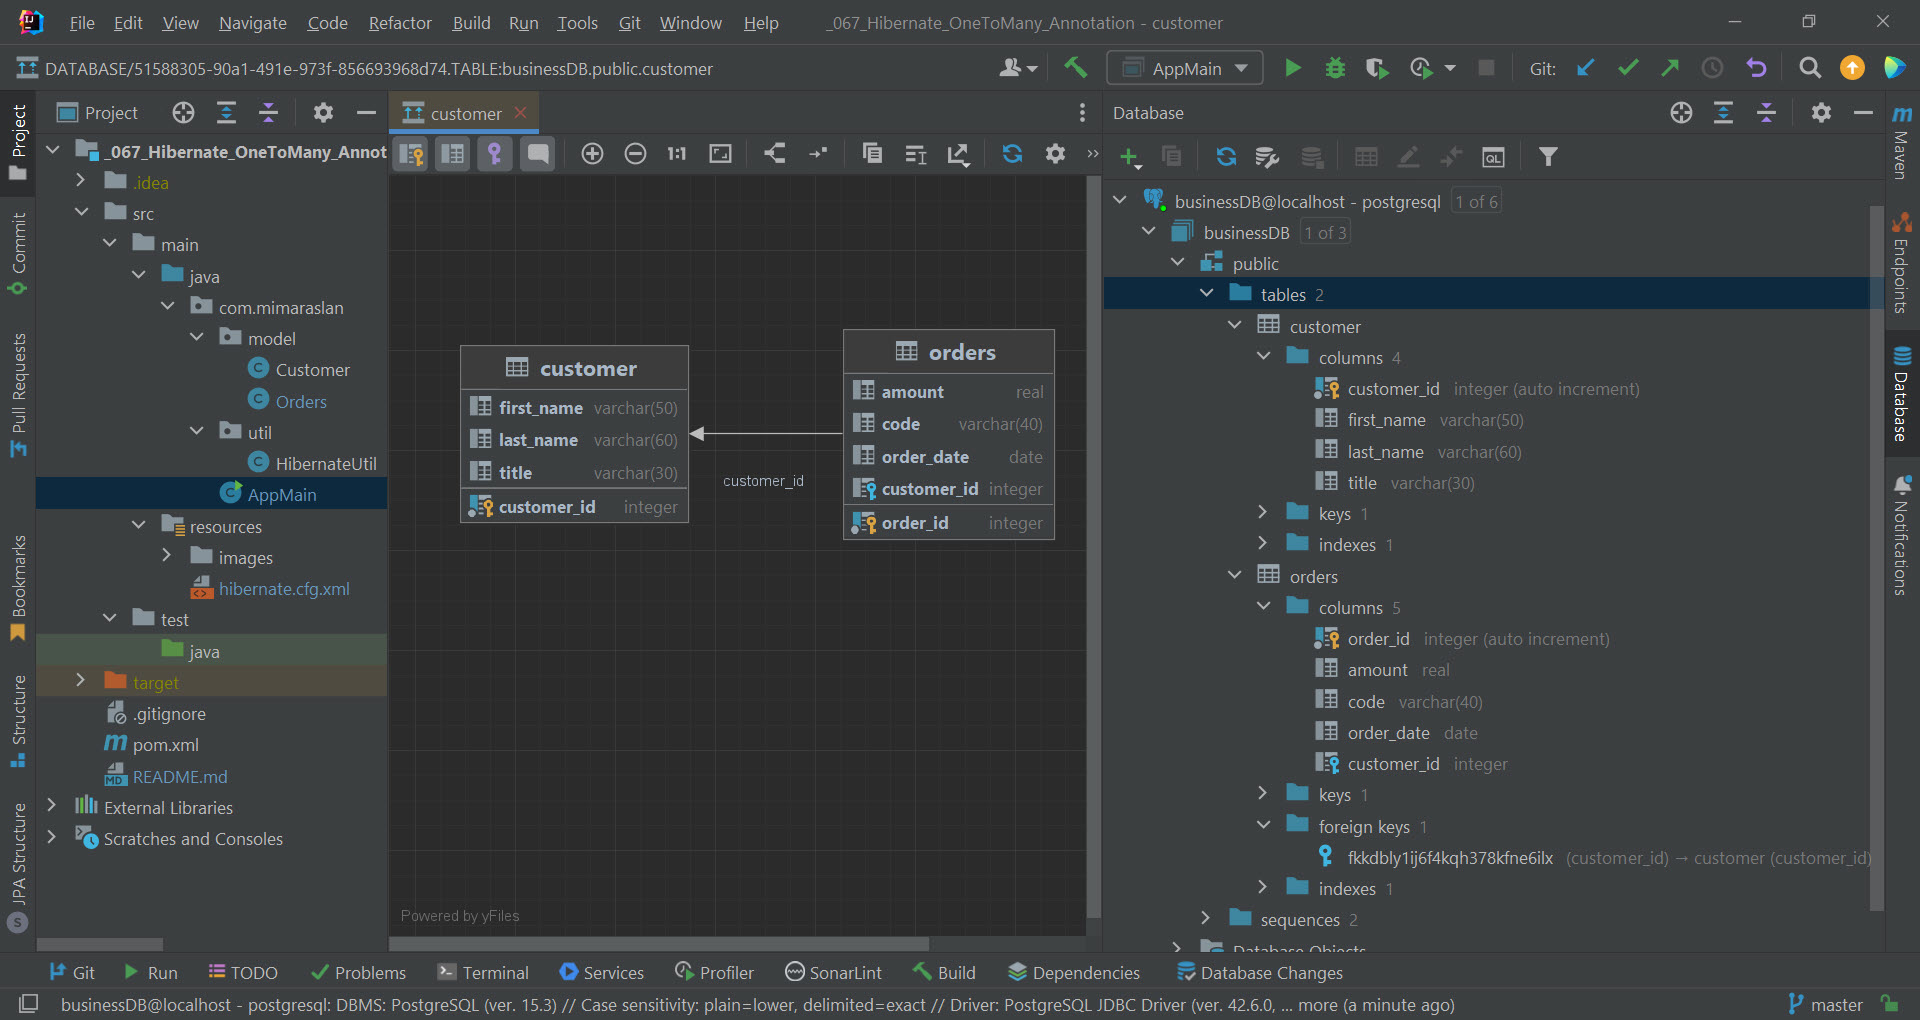 File Edit View Navigate Code Refactor Build Run Tools Git Window Help _067_Hibernate_OneToMany_Annotation - customer
DATABASE/51588305-90a1-491e-973f-856693968d74.TABLE:businessDB.public.customer AppMain Git:
Project
Commit
Pull Requests
Bookmarks
Structure
JPA Structure
Project
_067_Hibernate_OneToMany_Annot
.idea
src
main
java
com.mimaraslan
model
Customer
Orders
util
HibernateUtil
AppMain
resources
images
hibernate.cfg.xml
test
java
target
.gitignore
pom.xml
README.md
External Libraries
Scratches and Consoles
customer
1:1
customer
first_name varchar(50)
last_name varchar(60)
title varchar(30)
customer_id integer
customer_id
orders
amount real
code varchar(40)
order_date date
customer_id integer
order_id integer
Powered by yFiles
Database
QL
businessDB@localhost - postgresql 1 of 6
businessDB 1 of 3
public
tables 2
customer
columns 4
customer_id integer (auto increment)
first_name varchar(50)
last_name varchar(60)
title varchar(30)
keys 1
indexes 1
orders
columns 5
order_id integer (auto increment)
amount real
code varchar(40)
order_date date
customer_id integer
keys 1
foreign keys 1
fkkdbly1ij6f4kqh378kfne6ilx (customer_id) → customer (customer_id)
indexes 1
sequences 2
Database Objects
Maven
Endpoints
Database
Notifications
Git Run TODO Problems Terminal Services Profiler SonarLint Build Dependencies Database Changes
businessDB@localhost - postgresql: DBMS: PostgreSQL (ver. 15.3) // Case sensitivity: plain=lower, delimited=exact // Driver: PostgreSQL JDBC Driver (ver. 42.6.0, ... more (a minute ago) master